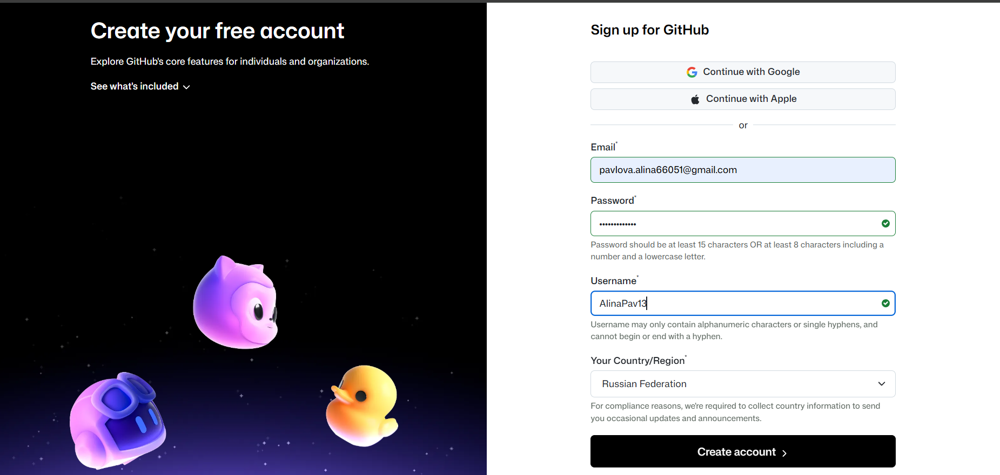 Create your free account
Explore GitHub's core features for individuals and organizations.
See what's included
Sign up for GitHub
Continue with Google
Continue with Apple
or
Email*
pavlova.alina66051@gmail.com
Password*
•••••••••••••
Password should be at least 15 characters OR at least 8 characters including a
number and a lowercase letter.
Username*
AlinaPav13
Username may only contain alphanumeric characters or single hyphens, and
cannot begin or end with a hyphen.
Your Country/Region*
Russian Federation
For compliance reasons, we're required to collect country information to send
you occasional updates and announcements.
Create account